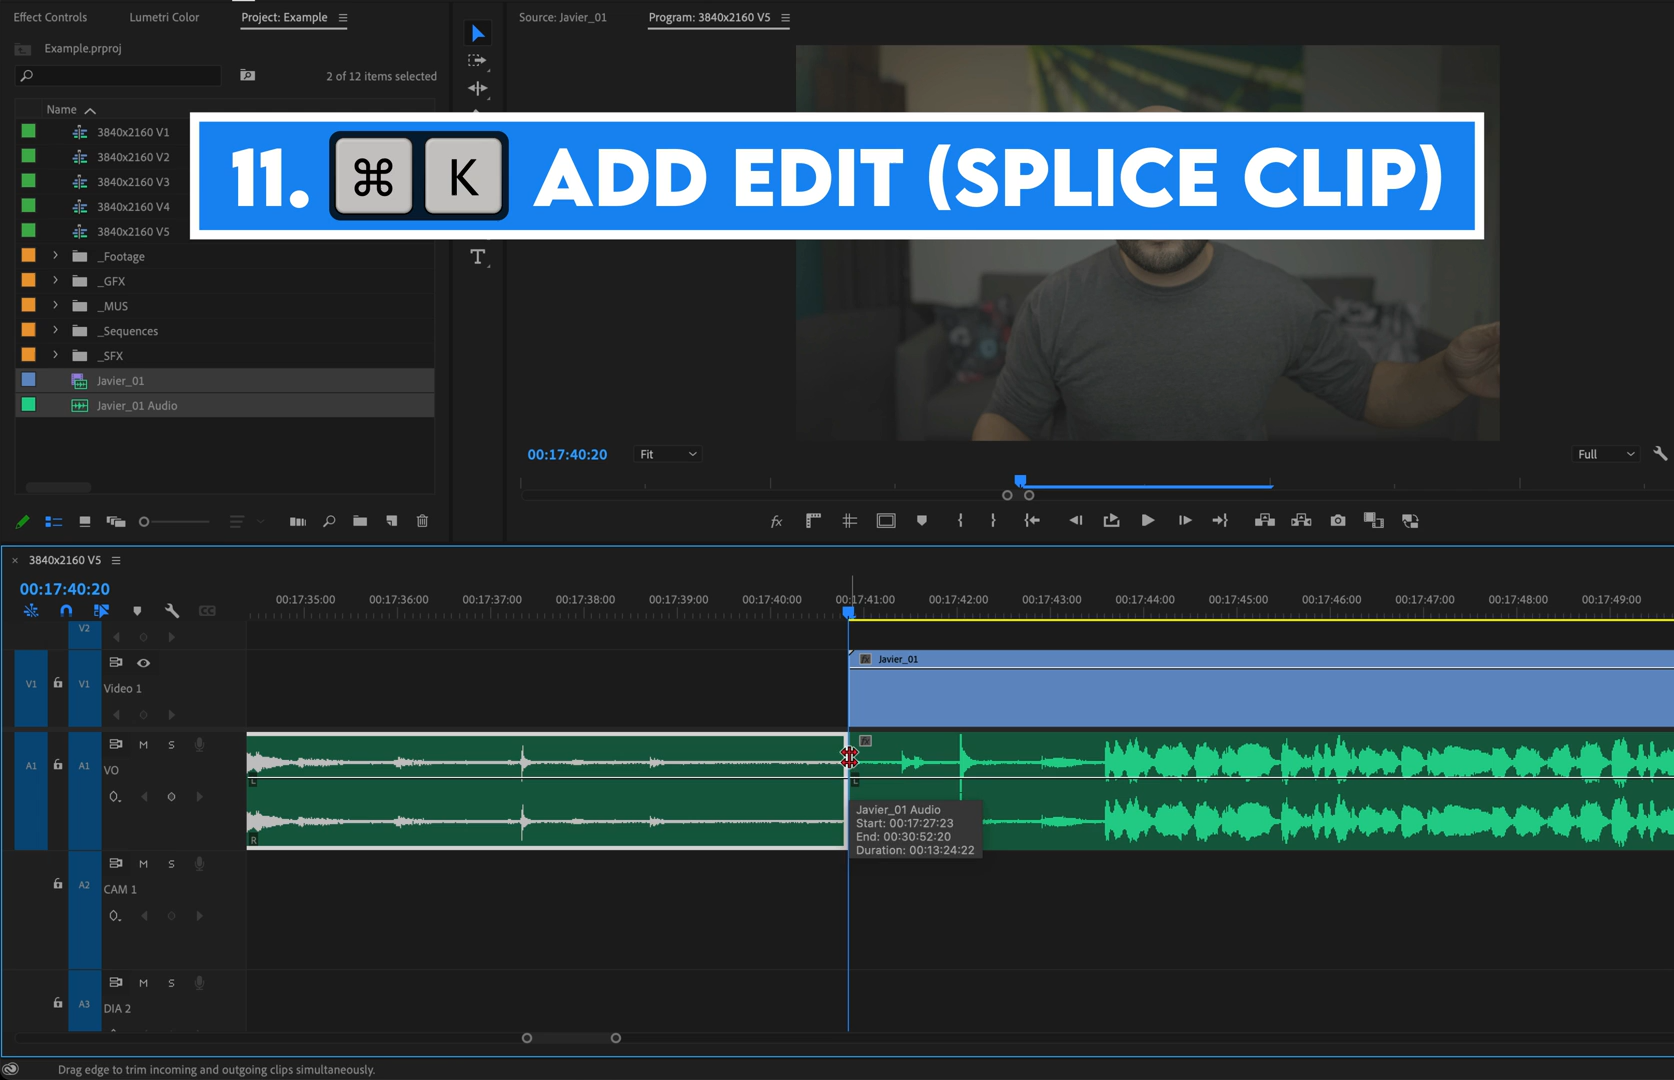 Effect Controls
Lumetri Color
Project: Example
Source: Javier_01
Program: 3840x2160 V5
Example.prproj
2 of 12 items selected
Name
3840x2160 V1
3840x2160 V2
3840x2160 V3
3840x2160 V4
3840x2160 V5
_Footage
_GFX
_MUS
_Sequences
_SFX
Javier_01
Javier_01 Audio
11. ⌘ K ADD EDIT (SPLICE CLIP)
T
00:17:40:20
Fit
Full
fx
3840x2160 V5
00:17:40:20
CC
00:17:35:00 00:17:36:00 00:17:37:00 00:17:38:00 00:17:39:00 00:17:40:00 00:17:41:00 00:17:42:00 00:17:43:00 00:17:44:00 00:17:45:00 00:17:46:00 00:17:47:00 00:17:48:00 00:17:49:00
V2
V1 V1 Video 1
Javier_01
M S
A1 A1 VO
L
R
L
Javier_01 Audio
Start: 00:17:27:23
End: 00:30:52:20
Duration: 00:13:24:22
M S
A2 CAM 1
M S
A3 DIA 2
Drag edge to trim incoming and outgoing clips simultaneously.